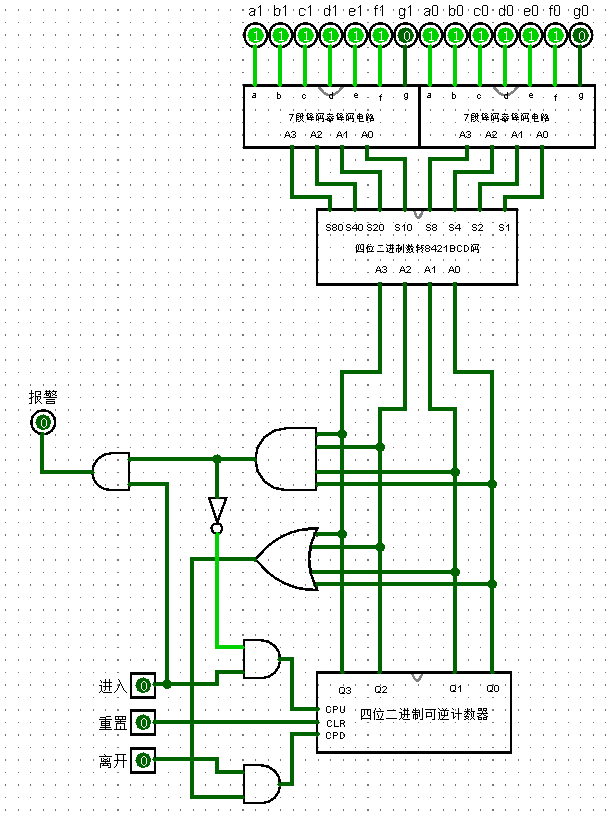 a1 b1 c1 d1 e1 f1 g1 a0 b0 c0 d0 e0 f0 g0
1 1 1 1 1 1 0 1 1 1 1 1 1 0
a b c d e f g a b c d e f g
7段译码器译码电路 7段译码器译码电路
A3 A2 A1 A0 A3 A2 A1 A0
S80 S40 S20 S10 S8 S4 S2 S1
四位二进制数转8421BCD码
A3 A2 A1 A0
报警
0
进入 0
Q3 Q2 Q1 Q0
CPU
四位二进制可逆计数器
重置 0
CLR
CPD
离开 0